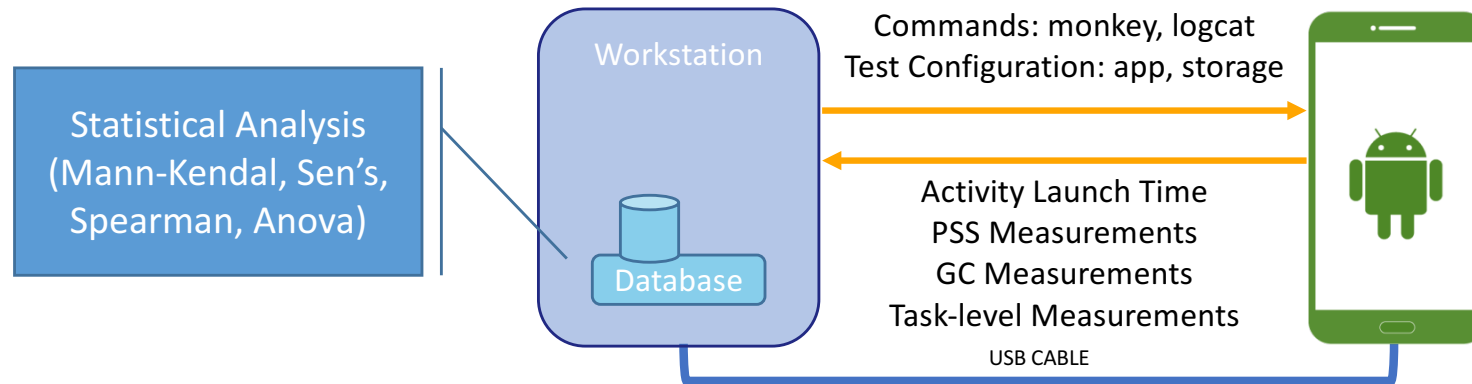 Statistical Analysis
(Mann-Kendal, Sen’s,
Spearman, Anova)
Workstation
Database
Commands: monkey, logcat
Test Configuration: app, storage
Activity Launch Time
PSS Measurements
GC Measurements
Task-level Measurements
USB CABLE